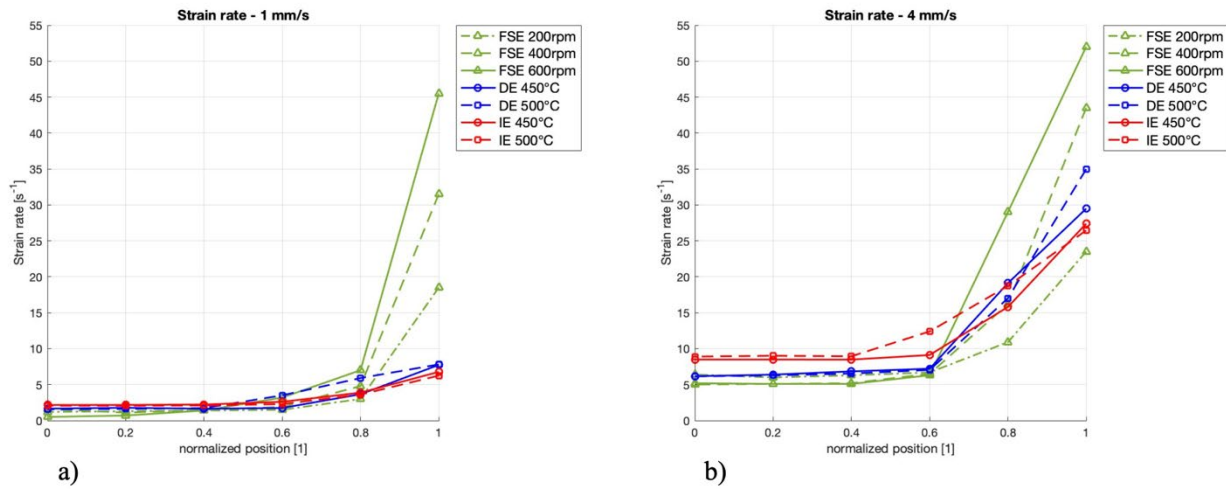 Strain rate - 1 mm/s
55
50
45
40
35
30
25
20
15
10
5
0
Strain rate [s⁻¹]
0 0.2 0.4 0.6 0.8 1
normalized position [1]
FSE 200rpm
FSE 400rpm
FSE 600rpm
DE 450°C
DE 500°C
IE 450°C
IE 500°C
a)
Strain rate - 4 mm/s
55
50
45
40
35
30
25
20
15
10
5
0
Strain rate [s⁻¹]
0 0.2 0.4 0.6 0.8 1
normalized position [1]
FSE 200rpm
FSE 400rpm
FSE 600rpm
DE 450°C
DE 500°C
IE 450°C
IE 500°C
b)